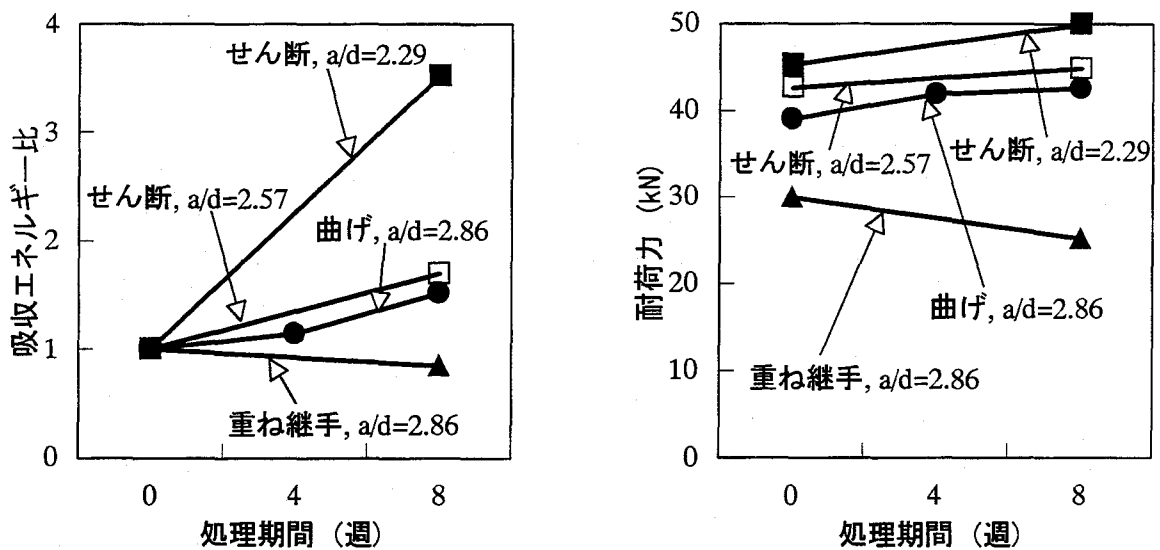 4
3
2
1
0
吸収エネルギー比
せん断, a/d=2.29
せん断, a/d=2.57
曲げ, a/d=2.86
重ね継手, a/d=2.86
0 4 8
処理期間 (週)
50
40
30
20
10
0
耐荷力 (kN)
せん断, a/d=2.57
せん断, a/d=2.29
曲げ, a/d=2.86
重ね継手, a/d=2.86
0 4 8
処理期間 (週)